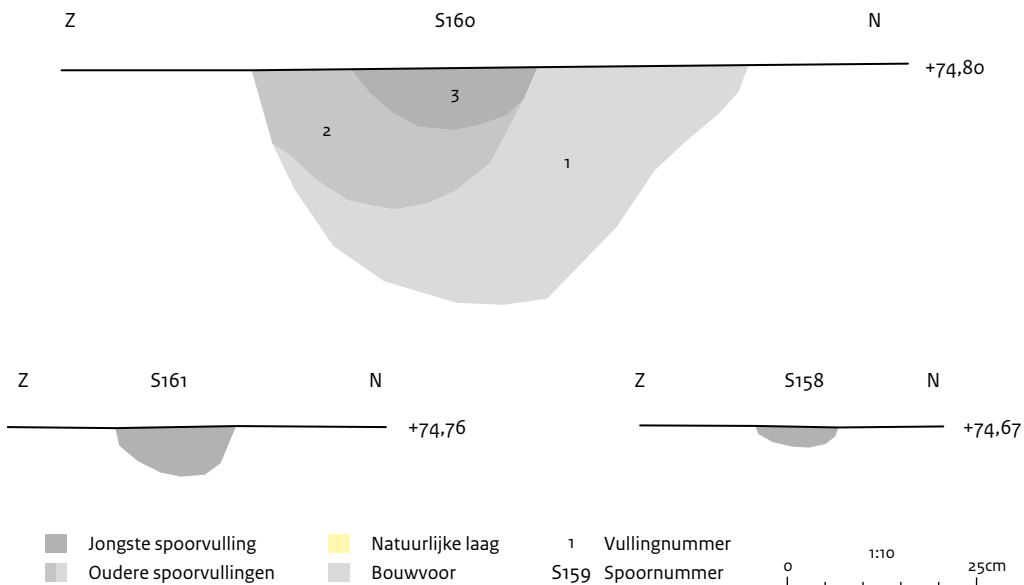 Z S160 N
+74,80
3
2
1
Z S161 N
+74,76
Z S158 N
+74,67
Jongste spoorvulling
Oudere spoorvullingen
Natuurlijke laag
Bouwvoor
1 Vullingnummer
S159 Spoornummer
1:10
0 25cm